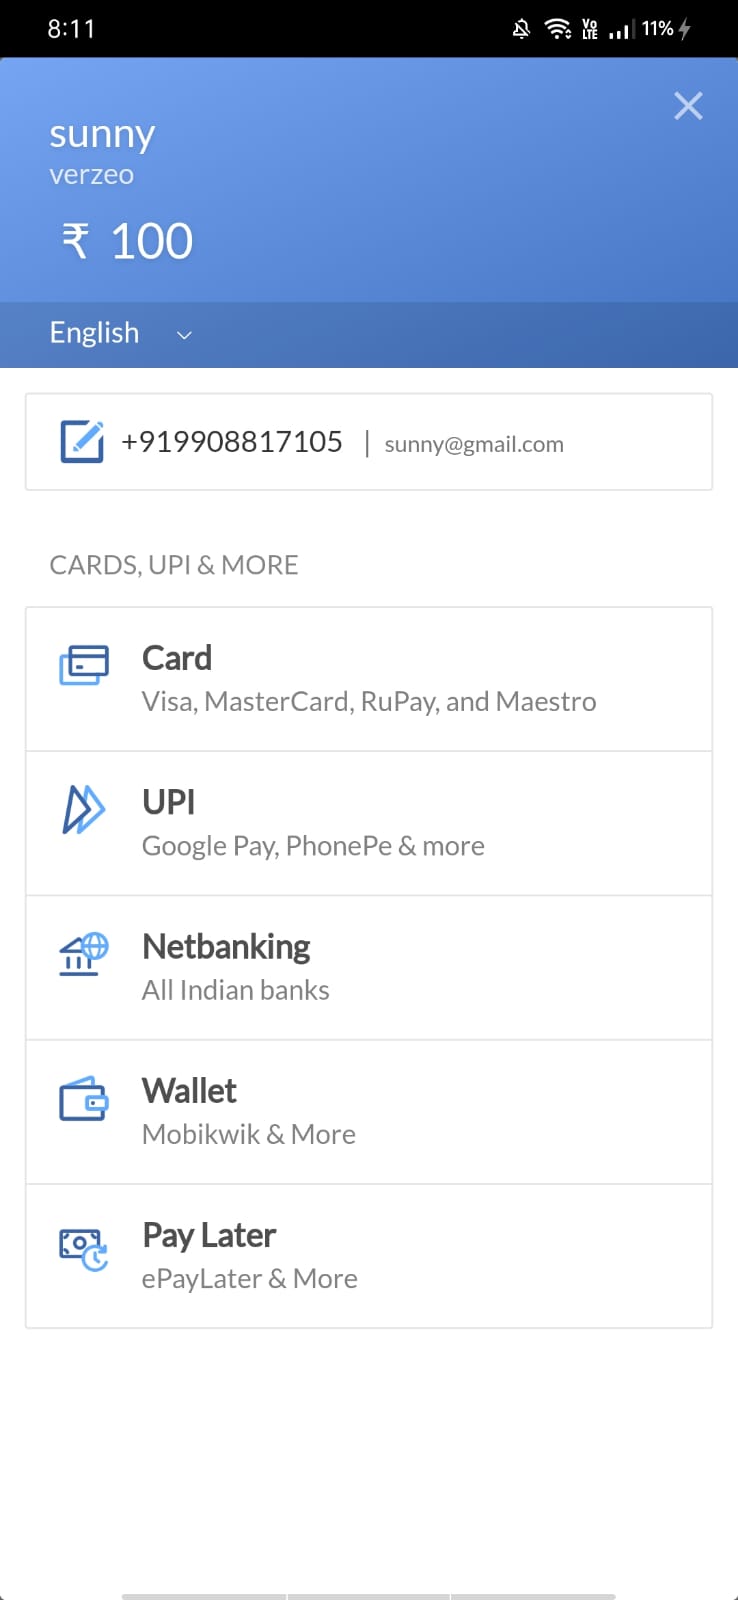 8:11
Vo LTE 11%
sunny
verzeo
₹ 100
English
+919908817105 | sunny@gmail.com
CARDS, UPI & MORE
Card
Visa, MasterCard, RuPay, and Maestro
UPI
Google Pay, PhonePe & more
Netbanking
All Indian banks
Wallet
Mobikwik & More
Pay Later
ePayLater & More